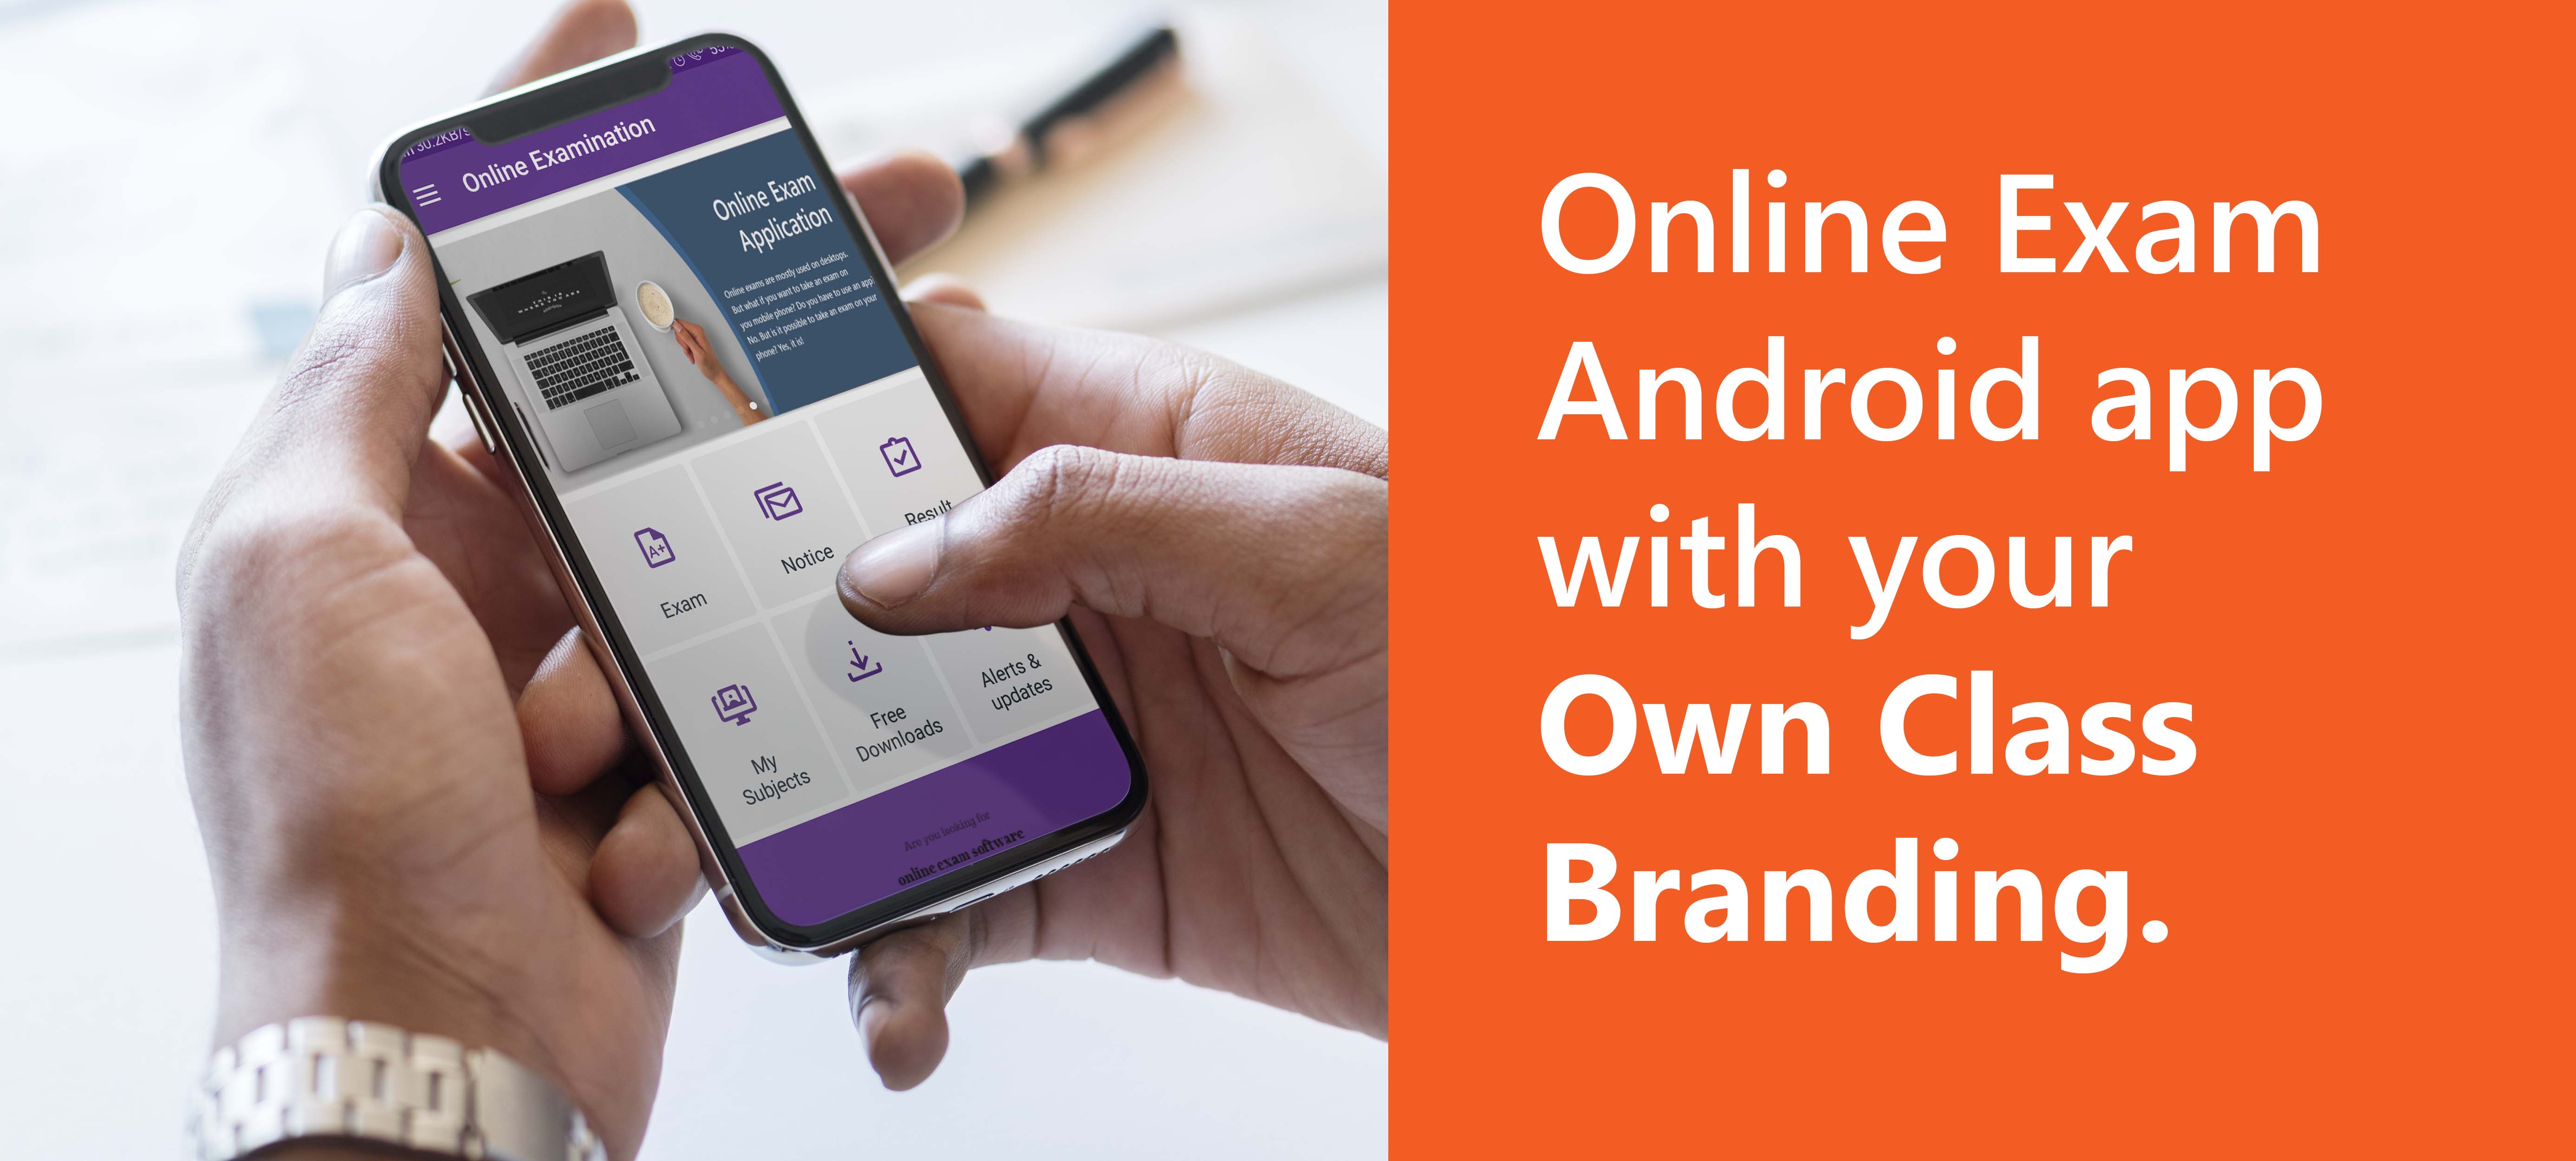 30.2KB/s
Online Examination
Online Exam
Application
Online exams are mostly used on desktops.
But what if you want to take an exam on
you mobile phone? Do you have to use an app?
No. But is it possible to take an exam on your
phone? Yes, it is!
Exam
Notice
Result
My
Subjects
Free
Downloads
Alerts &
updates
Are you looking for
online exam software
Online Exam
Android app
with your
Own Class
Branding.